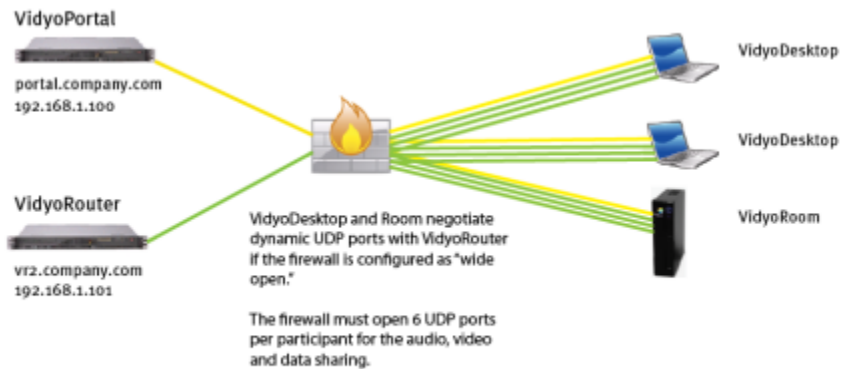 VidyoPortal
portal.company.com
192.168.1.100
VidyoRouter
vr2.company.com
192.168.1.101
VidyoDesktop and Room negotiate
dynamic UDP ports with VidyoRouter
if the firewall is configured as "wide
open."
The firewall must open 6 UDP ports
per participant for the audio, video
and data sharing.
VidyoDesktop
VidyoDesktop
VidyoRoom